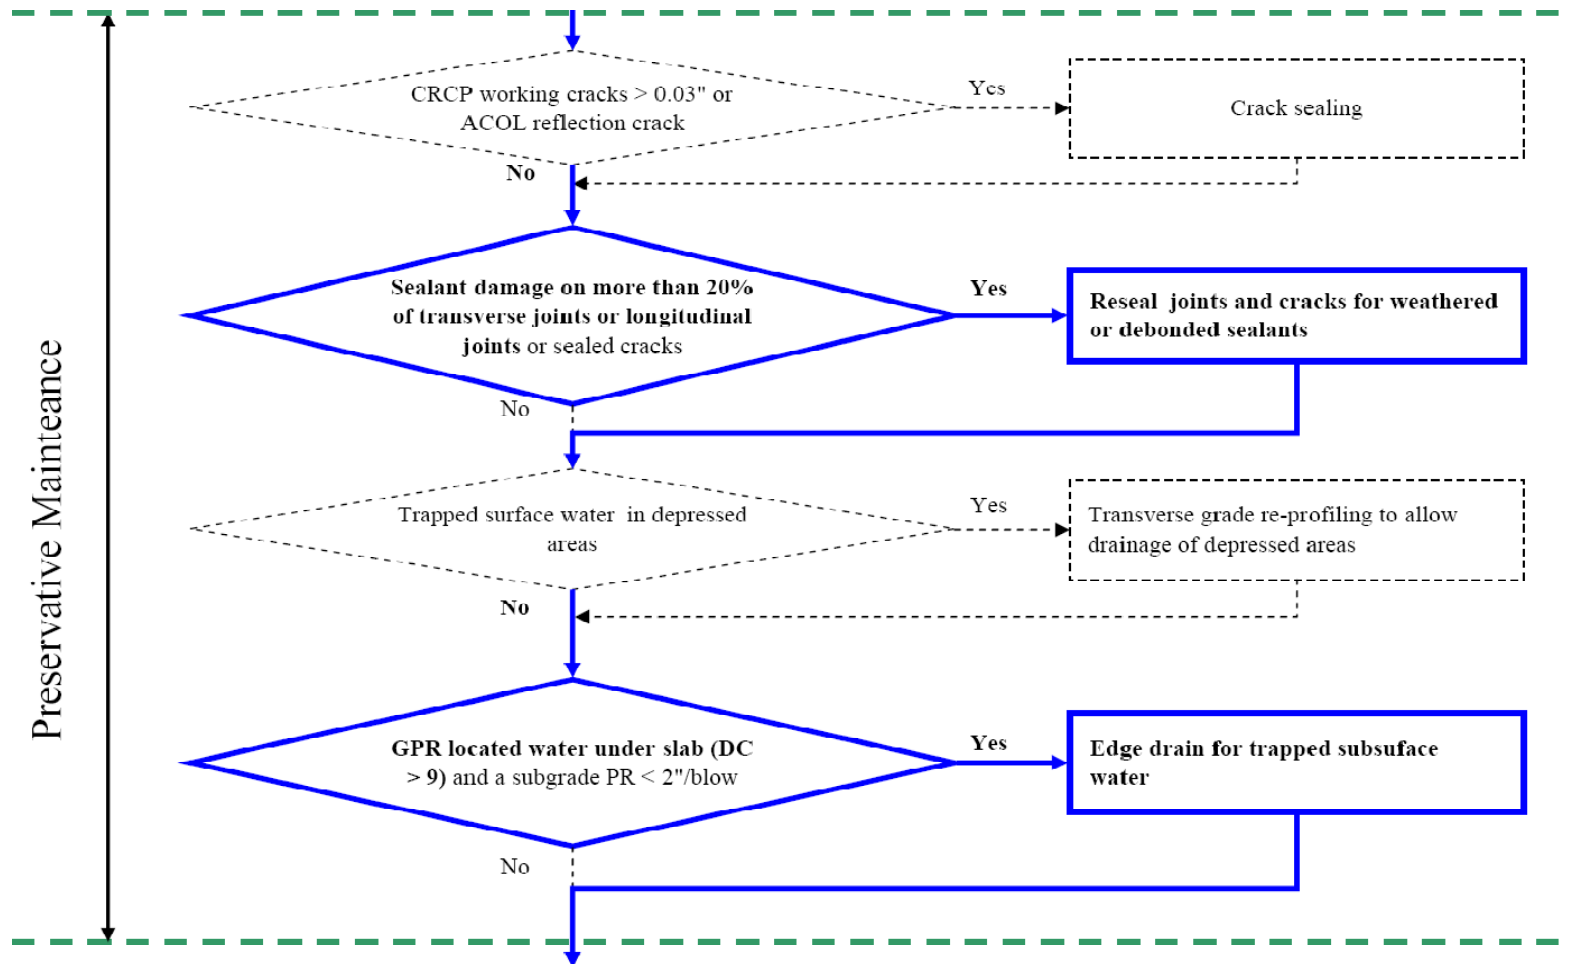 Preservative Mainteance
CRCP working cracks > 0.03" or
ACOL reflection crack
Yes
Crack sealing
No
Sealant damage on more than 20%
of transverse joints or longitudinal
joints or sealed cracks
Yes
Reseal joints and cracks for weathered
or debonded sealants
No
Trapped surface water in depressed
areas
Yes
Transverse grade re-profiling to allow
drainage of depressed areas
No
GPR located water under slab (DC
> 9) and a subgrade PR < 2"/blow
Yes
Edge drain for trapped subsuface
water
No